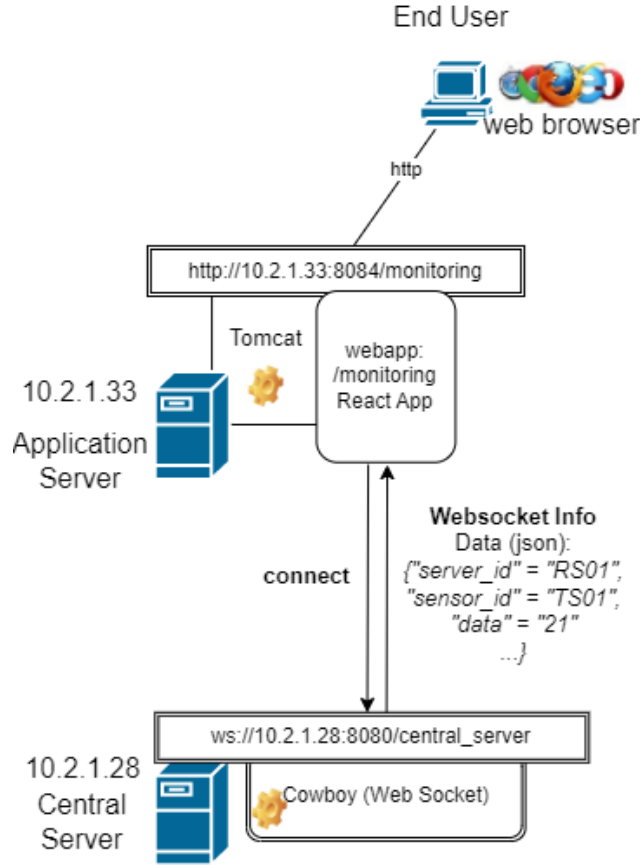 End User
web browser
http
http://10.2.1.33:8084/monitoring
Tomcat
webapp:
/monitoring
React App
10.2.1.33
Application
Server
connect
Websocket Info
Data (json):
{"server_id" = "RS01",
"sensor_id" = "TS01",
"data" = "21"
...}
ws://10.2.1.28:8080/central_server
10.2.1.28
Central
Server
Cowboy (Web Socket)